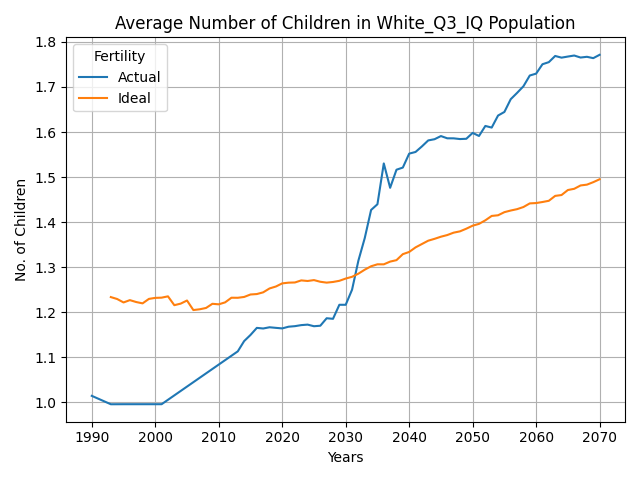 Average Number of Children in White_Q3_IQ Population
No. of Children
1.8
1.7
1.6
1.5
1.4
1.3
1.2
1.1
1.0
Fertility
Actual
Ideal
1990 2000 2010 2020 2030 2040 2050 2060 2070
Years